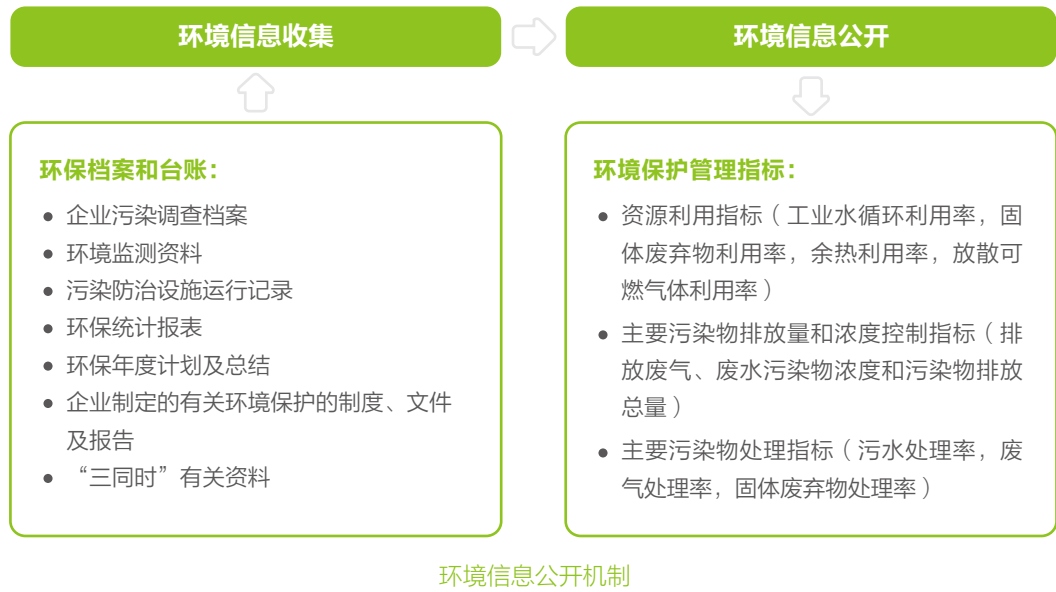 环境信息收集
环境信息公开
环保档案和台账：
● 企业污染调查档案
● 环境监测资料
● 污染防治设施运行记录
● 环保统计报表
● 环保年度计划及总结
● 企业制定的有关环境保护的制度、文件
及报告
● “三同时”有关资料
环境保护管理指标：
● 资源利用指标（工业水循环利用率，固
体废弃物利用率，余热利用率，放散可
燃气体利用率）
● 主要污染物排放量和浓度控制指标（排
放废气、废水污染物浓度和污染物排放
总量）
● 主要污染物处理指标（污水处理率，废
气处理率，固体废弃物处理率）
环境信息公开机制